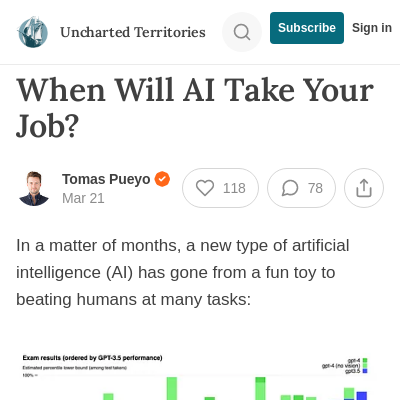 Uncharted Territories
Subscribe
Sign in
When Will AI Take Your
Job?
Tomas Pueyo
Mar 21
118
78
In a matter of months, a new type of artificial
intelligence (AI) has gone from a fun toy to
beating humans at many tasks:
Exam results (ordered by GPT-3.5 performance)
Estimated percentile lower bound (among test takers)
100% –
gpt-4
gpt-4 (no vision)
gpt3.5